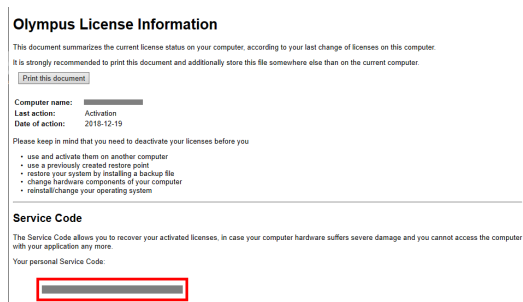 Olympus License Information
This document summarizes the current license status on your computer, according to your last change of licenses on this computer.
It is strongly recommended to print this document and additionally store this file somewhere else than on the current computer.
Print this document
Computer name:
Last action: Activation
Date of action: 2018-12-19
Please keep in mind that you need to deactivate your licenses before you
• use and activate them on another computer
• use a previously created restore point
• restore your system by installing a backup file
• change hardware components of your computer
• reinstall/change your operating system
Service Code
The Service Code allows you to recover your activated licenses, in case your computer hardware suffers severe damage and you cannot access the computer
with your application any more.
Your personal Service Code: